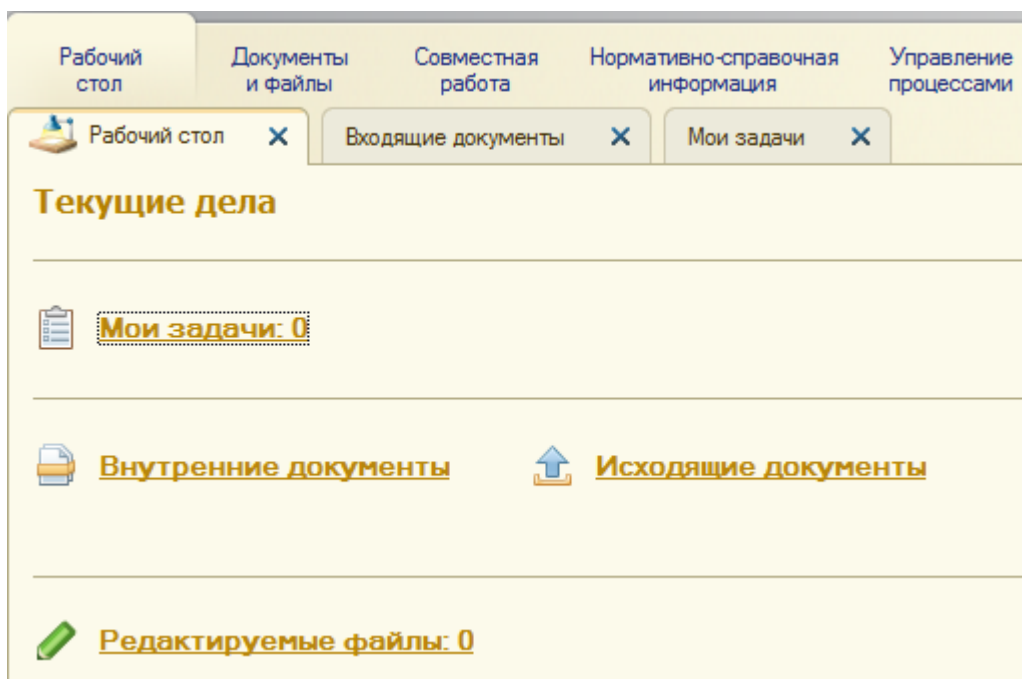 Рабочий стол
Документы и файлы
Совместная работа
Нормативно-справочная информация
Управление процессами
Рабочий стол
Входящие документы
Мои задачи
Текущие дела
Мои задачи: 0
Внутренние документы
Исходящие документы
Редактируемые файлы: 0